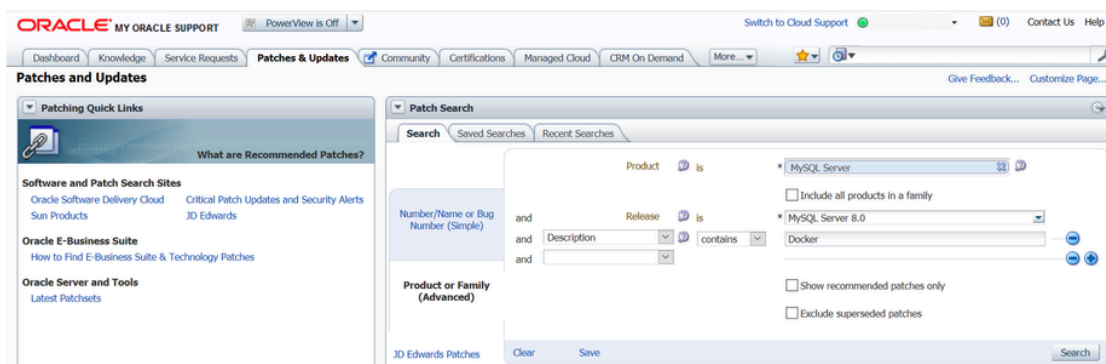 ORACLE MY ORACLE SUPPORT
PowerView is Off
Switch to Cloud Support
(0)
Contact Us
Help
Dashboard
Knowledge
Service Requests
Patches & Updates
Community
Certifications
Managed Cloud
CRM On Demand
More...
Patches and Updates
Give Feedback...
Customize Page...
Patching Quick Links
What are Recommended Patches?
Software and Patch Search Sites
Oracle Software Delivery Cloud
Critical Patch Updates and Security Alerts
Sun Products
JD Edwards
Oracle E-Business Suite
How to Find E-Business Suite & Technology Patches
Oracle Server and Tools
Latest Patchsets
Patch Search
Search
Saved Searches
Recent Searches
Number/Name or Bug
Number (Simple)
Product or Family
(Advanced)
JD Edwards Patches
Product is * MySQL Server
Include all products in a family
and Release is * MySQL Server 8.0
and Description contains Docker
and
Show recommended patches only
Exclude superseded patches
Clear
Save
Search